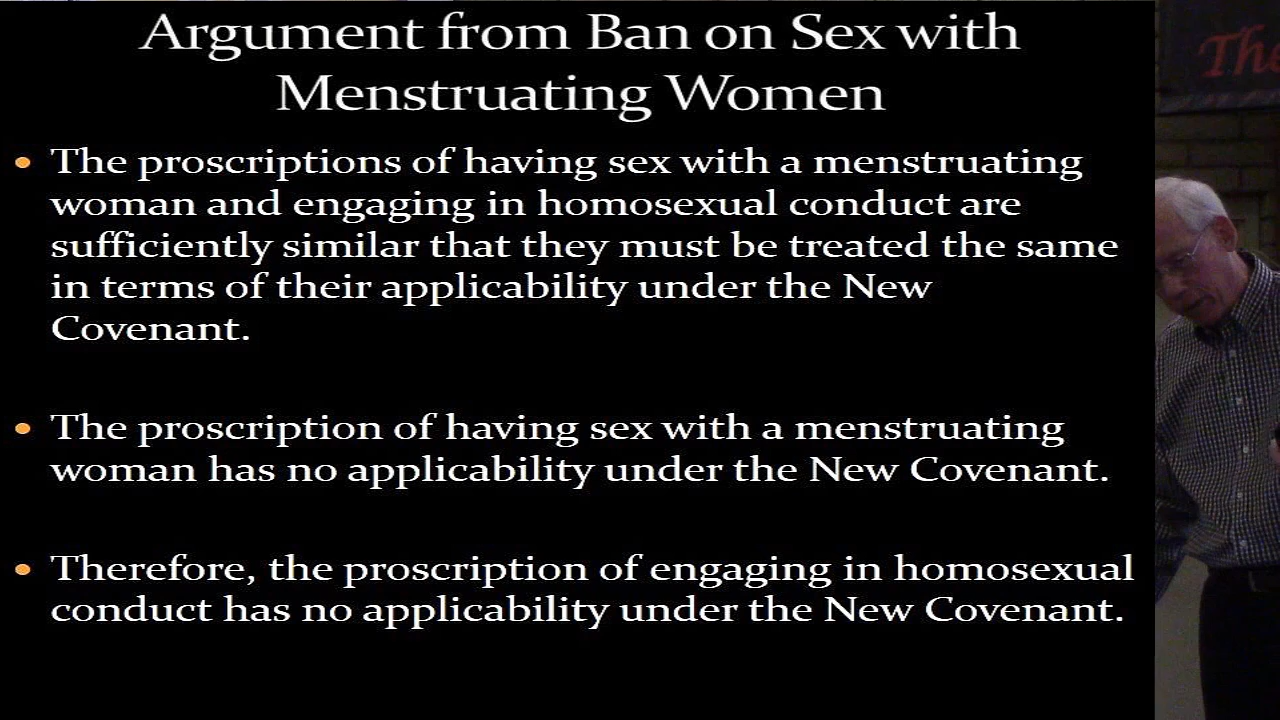 Argument from Ban on Sex with
Menstruating Women
• The proscriptions of having sex with a menstruating
woman and engaging in homosexual conduct are
sufficiently similar that they must be treated the same
in terms of their applicability under the New
Covenant.
• The proscription of having sex with a menstruating
woman has no applicability under the New Covenant.
• Therefore, the proscription of engaging in homosexual
conduct has no applicability under the New Covenant.
The